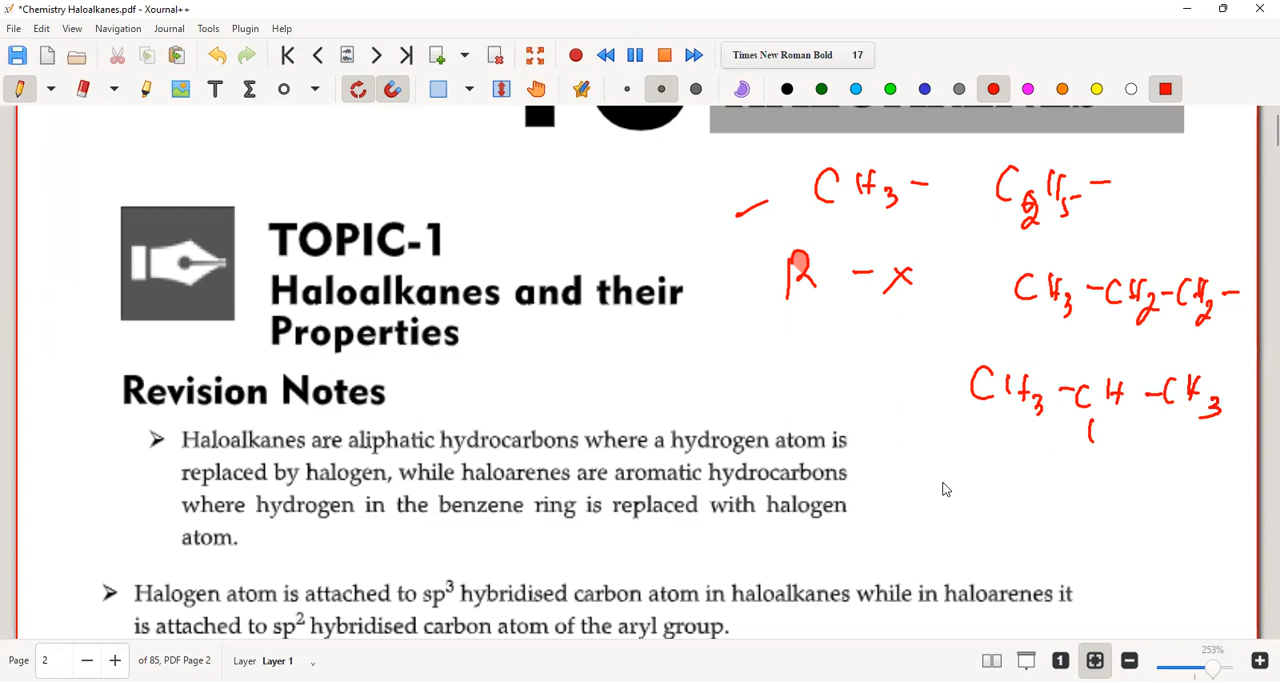 *Chemistry Haloalkanes.pdf - Xournal++
File Edit View Navigation Journal Tools Plugin Help
Times New Roman Bold 17
CH3 – C2H5 –
TOPIC-1
R – X
Haloalkanes and their
CH3 – CH2 – CH2 –
Properties
Revision Notes
CH3 – CH – CH3
Haloalkanes are aliphatic hydrocarbons where a hydrogen atom is
replaced by halogen, while haloarenes are aromatic hydrocarbons
where hydrogen in the benzene ring is replaced with halogen
atom.
Halogen atom is attached to sp3 hybridised carbon atom in haloalkanes while in haloarenes it
is attached to sp2 hybridised carbon atom of the aryl group.
Page 2 of 85, PDF Page 2 Layer Layer 1 253%